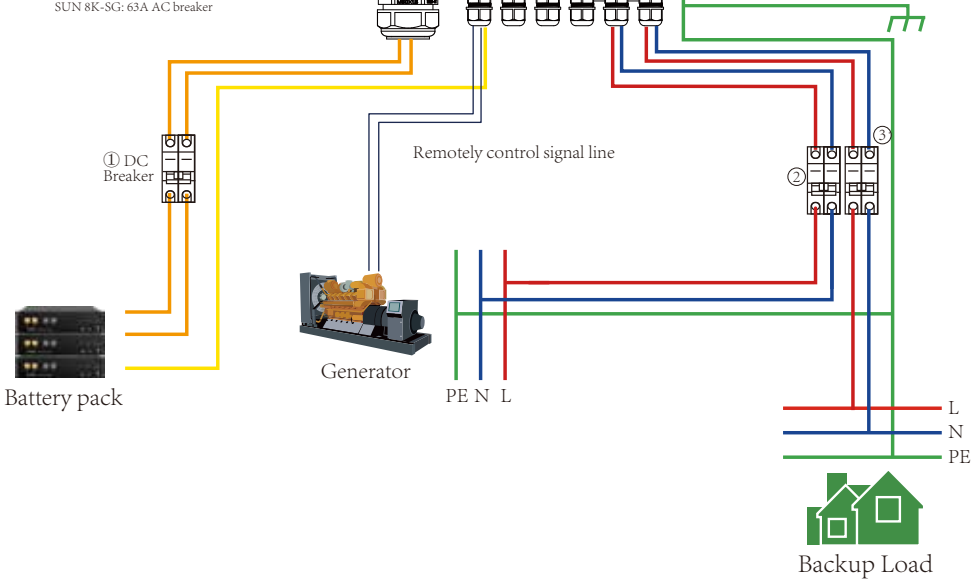 SUN 8K-SG: 63A AC breaker
① DC
Breaker
Remotely control signal line
③
②
Generator
Battery pack
PE N L
L
N
PE
Backup Load